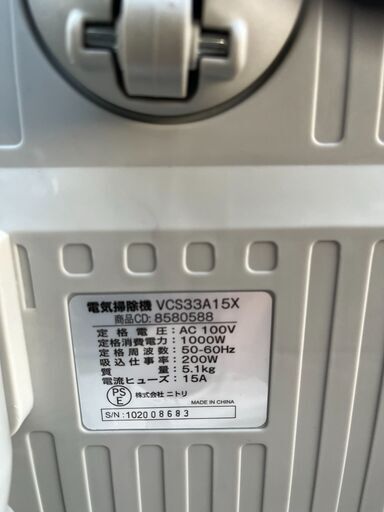 電気掃除機 VCS33A15X
商品CD: 8580588
定格電圧: AC 100V
定格消費電力: 1000W
定格周波数: 50-60Hz
吸込仕事率: 200W
質量: 5.1kg
電流ヒューズ: 15A
PS
E
株式会社 ニトリ
MADE IN CHINA
S/N: 102008683